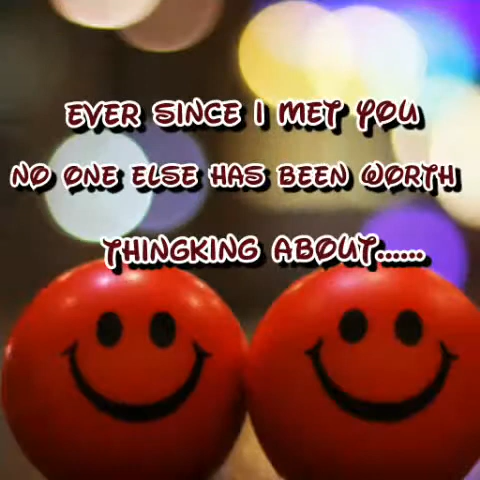 EVER SINCE I MET YOU
NO ONE ELSE HAS BEEN WORTH
THINGKING ABOUT......